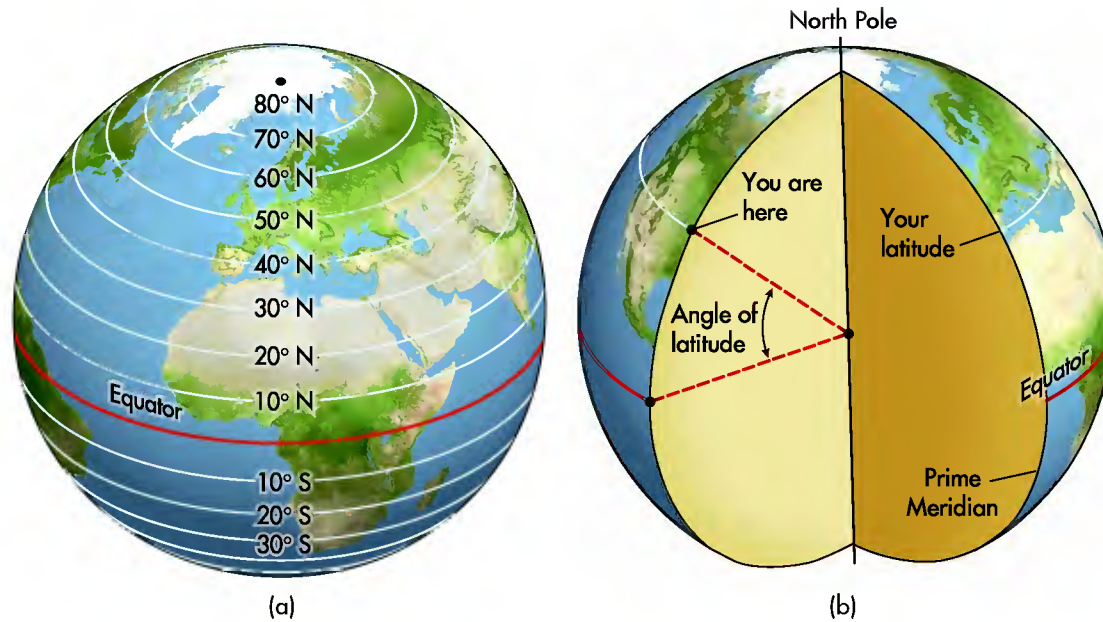 80° N
70° N
60° N
50° N
40° N
30° N
20° N
10° N
Equator
10° S
20° S
30° S
(a)
North Pole
You are
here
Your
latitude
Angle of
latitude
Equator
Prime
Meridian
(b)